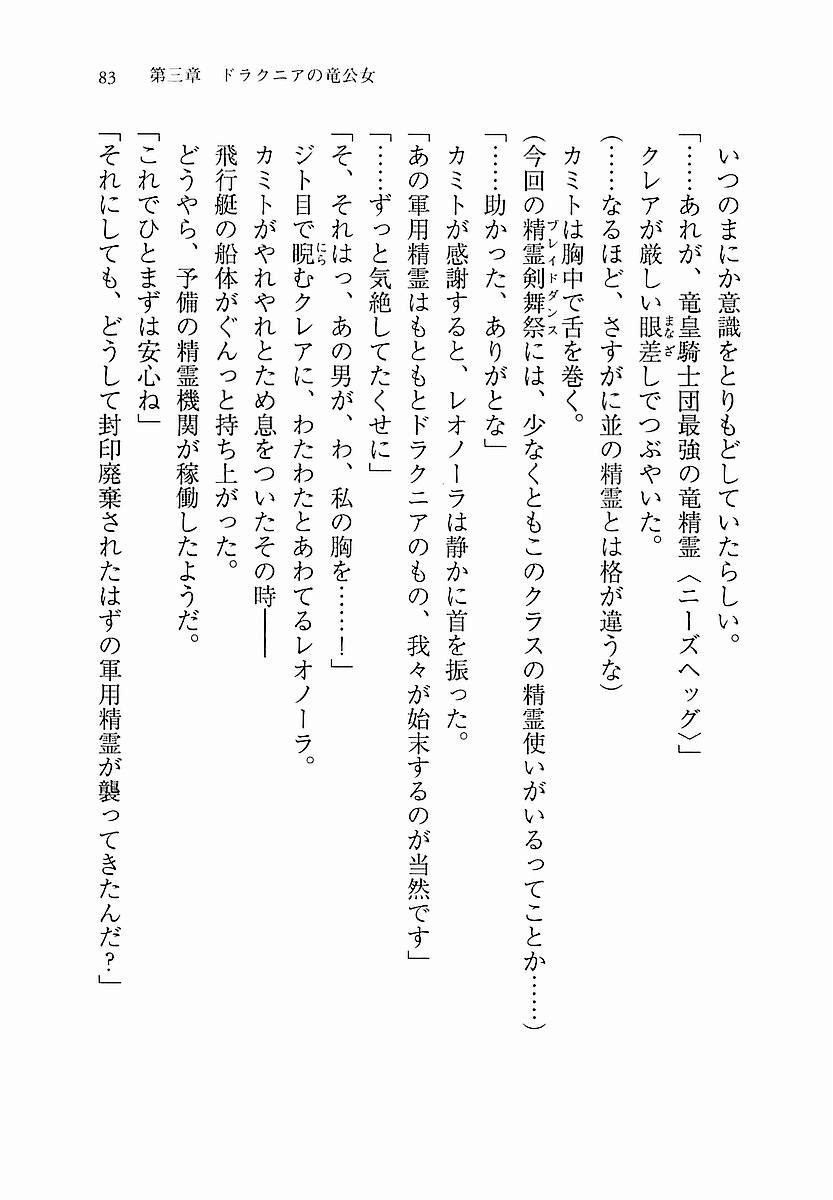 83　第三章　ドラクニアの竜公女
いつのまにか意識をとりもどしていたらしい。
「……あれが、竜皇騎士団最強の竜精霊〈ニーズヘッグ〉」
クレアが厳しい眼差しでつぶやいた。
まなざ
(……なるほど、さすがに並の精霊とは格が違うな)
カミトは胸中で舌を巻く。
(今回の精霊剣舞祭には、少なくともこのクラスの精霊使いがいるってことか……)
ブレイドダンス
「……助かった、ありがとな」
カミトが感謝すると、レオノーラは静かに首を振った。
「あの軍用精霊はもともとドラクニアのもの、我々が始末するのが当然です」
「……ずっと気絶してたくせに」
「そ、それはっ、あの男が、わ、私の胸を……！」
ジト目で睨むクレアに、わたわたとあわてるレオノーラ。
にら
カミトがやれやれとため息をついたその時――
飛行艇の船体がぐんっと持ち上がった。
どうやら、予備の精霊機関が稼働したようだ。
「これでひとまずは安心ね」
「それにしても、どうして封印廃棄されたはずの軍用精霊が襲ってきたんだ？」